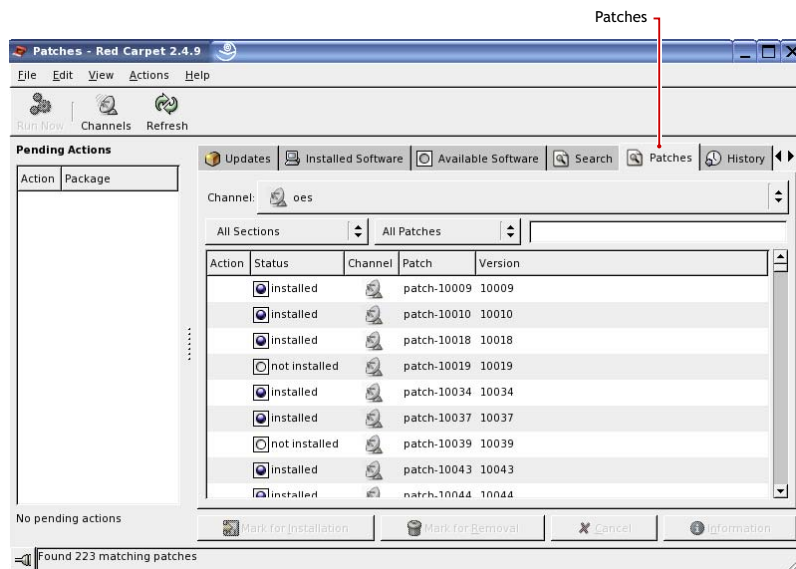 Patches
Patches - Red Carpet 2.4.9
File Edit View Actions Help
Run Now Channels Refresh
Pending Actions
Action Package
No pending actions
Updates Installed Software Available Software Search Patches History
Channel: oes
All Sections All Patches
Action Status Channel Patch Version
installed patch-10009 10009
installed patch-10010 10010
installed patch-10018 10018
not installed patch-10019 10019
installed patch-10034 10034
installed patch-10037 10037
not installed patch-10039 10039
installed patch-10043 10043
installed patch-10044 10044
Mark for Installation Mark for Removal Cancel Information
Found 223 matching patches